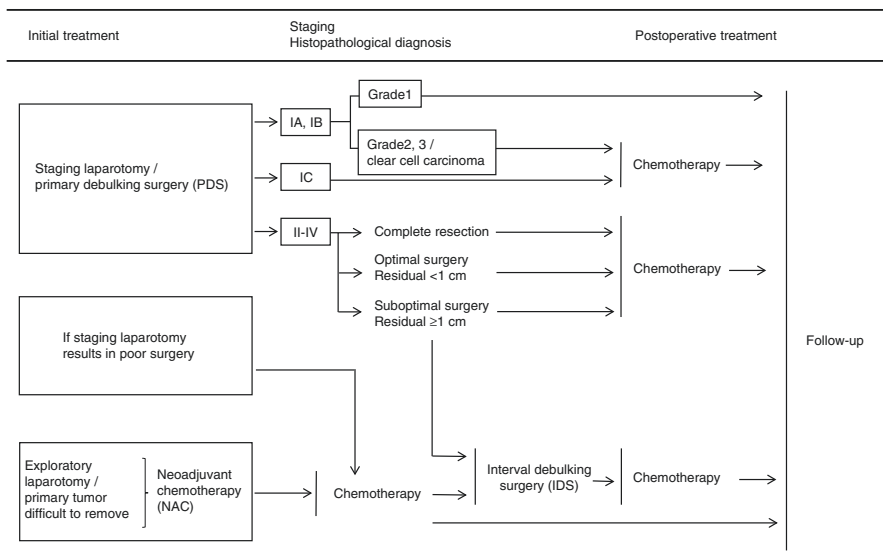 Initial treatment
Staging
Histopathological diagnosis
Postoperative treatment
Staging laparotomy /
primary debulking surgery (PDS)
IA, IB
Grade1
Grade2, 3 /
clear cell carcinoma
IC
Chemotherapy
II-IV
Complete resection
Optimal surgery
Residual <1 cm
Suboptimal surgery
Residual ≥1 cm
Chemotherapy
If staging laparotomy
results in poor surgery
Follow-up
Exploratory
laparotomy /
primary tumor
difficult to remove
Neoadjuvant
chemotherapy
(NAC)
Chemotherapy
Interval debulking
surgery (IDS)
Chemotherapy